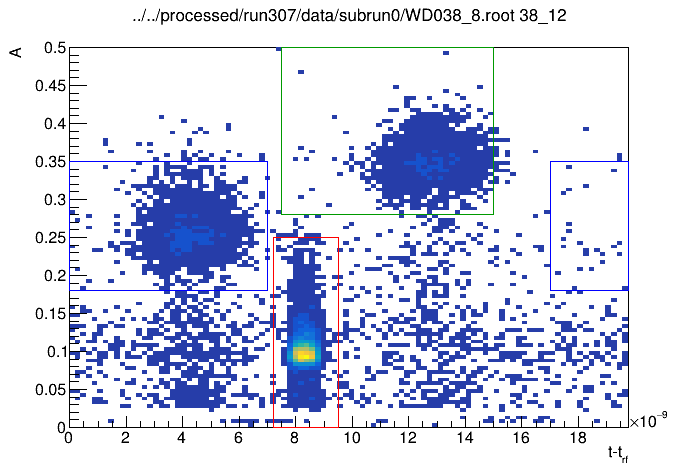 ../../processed/run307/data/subrun0/WD038_8.root 38_12
A
0.5
0.45
0.4
0.35
0.3
0.25
0.2
0.15
0.1
0.05
0
0 2 4 6 8 10 12 14 16 18 ×10⁻⁹
t-t_rf